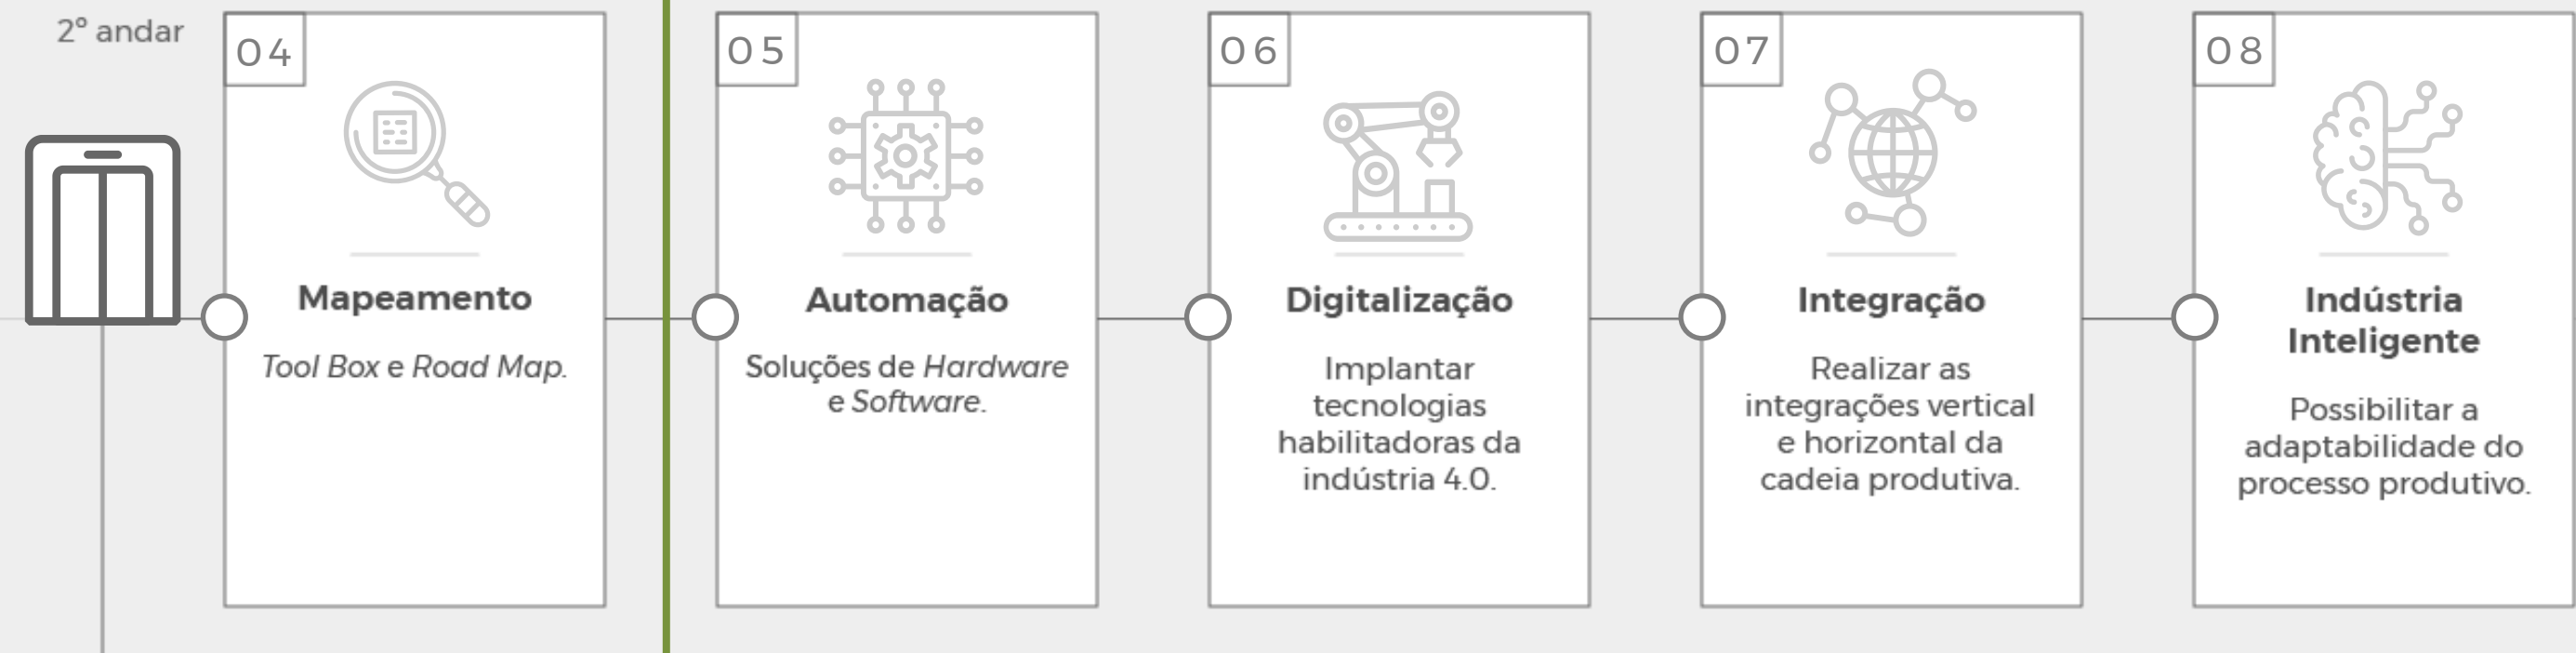 2º andar
04
Mapeamento
Tool Box e Road Map.
05
Automação
Soluções de Hardware
e Software.
06
Digitalização
Implantar
tecnologias
habilitadoras da
indústria 4.0.
07
Integração
Realizar as
integrações vertical
e horizontal da
cadeia produtiva.
08
Indústria
Inteligente
Possibilitar a
adaptabilidade do
processo produtivo.